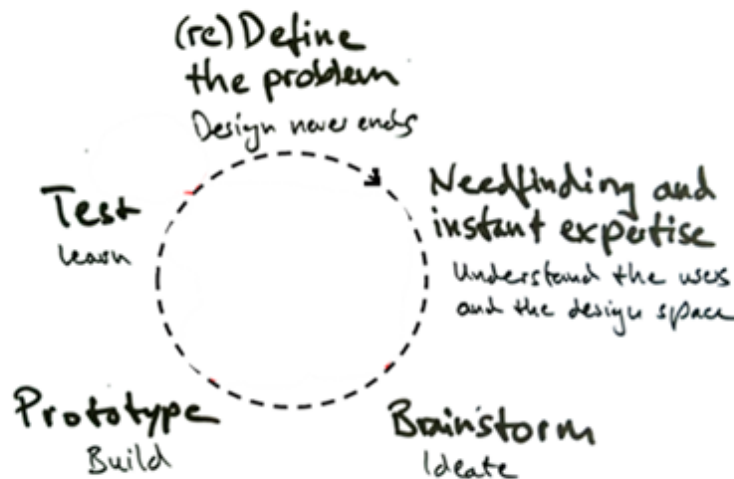 (re)Define
the problem
Design never ends
Needfinding and
instant expertise
Understand the users
and the design space
Brainstorm
Ideate
Prototype
Build
Test
Learn